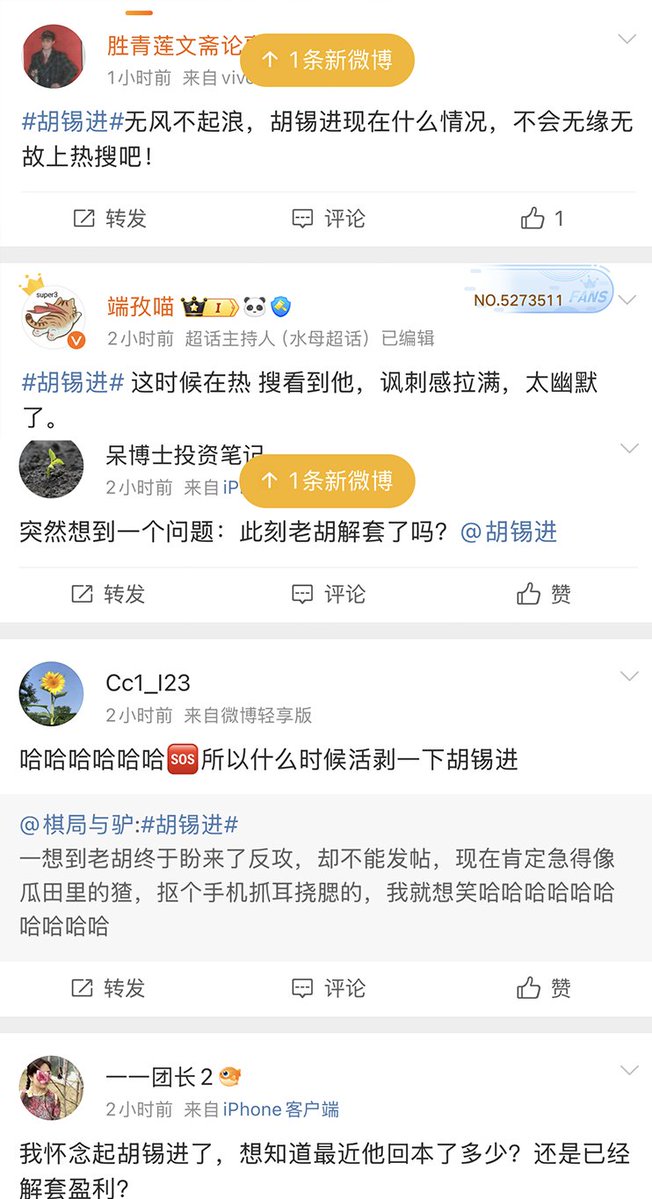 胜青莲文斋论
↑ 1条新微博
1小时前 来自viv
#胡锡进#无风不起浪，胡锡进现在什么情况，不会无缘无
故上热搜吧！
转发 评论 1
super3
端孜喵 I
NO.5273511 FANS
2小时前 超话主持人（水母超话）已编辑
#胡锡进# 这时候在热 搜看到他，讽刺感拉满，太幽默
了。
呆博士投资笔记
↑ 1条新微博
2小时前 来自iP
突然想到一个问题：此刻老胡解套了吗？@胡锡进
转发 评论 赞
Cc1_I23
2小时前 来自微博轻享版
哈哈哈哈哈哈🆘所以什么时候活剥一下胡锡进
@棋局与驴:#胡锡进#
一想到老胡终于盼来了反攻，却不能发帖，现在肯定急得像
瓜田里的猹，抠个手机抓耳挠腮的，我就想笑哈哈哈哈哈哈
哈哈哈哈
转发 评论 赞
一一团长2🐡
2小时前 来自iPhone客户端
我怀念起胡锡进了，想知道最近他回本了多少？还是已经
解套盈利？